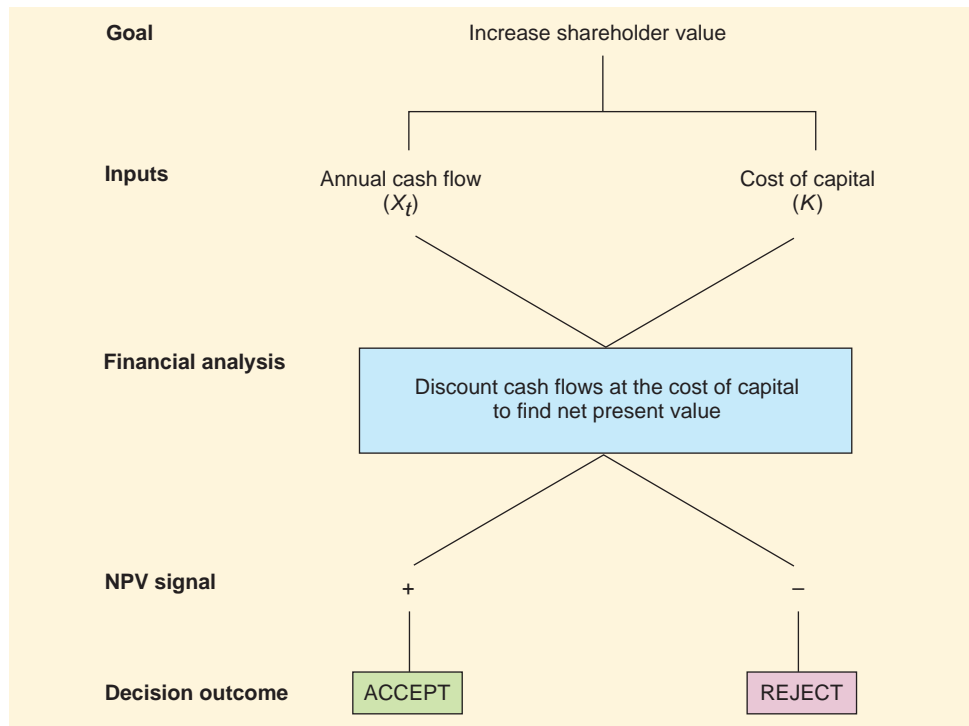 Goal
Increase shareholder value
Inputs
Annual cash flow
(Xt)
Cost of capital
(K)
Financial analysis
Discount cash flows at the cost of capital
to find net present value
NPV signal
+
–
Decision outcome
ACCEPT
REJECT